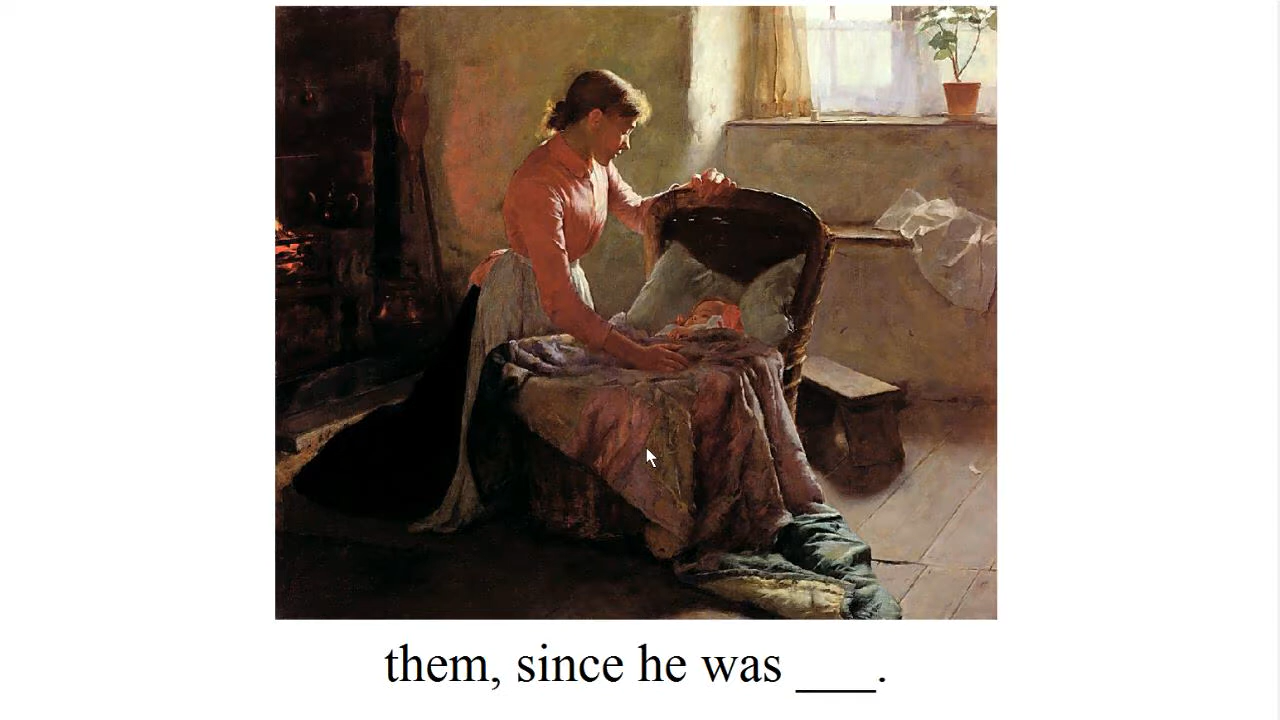 them, since he was ___.